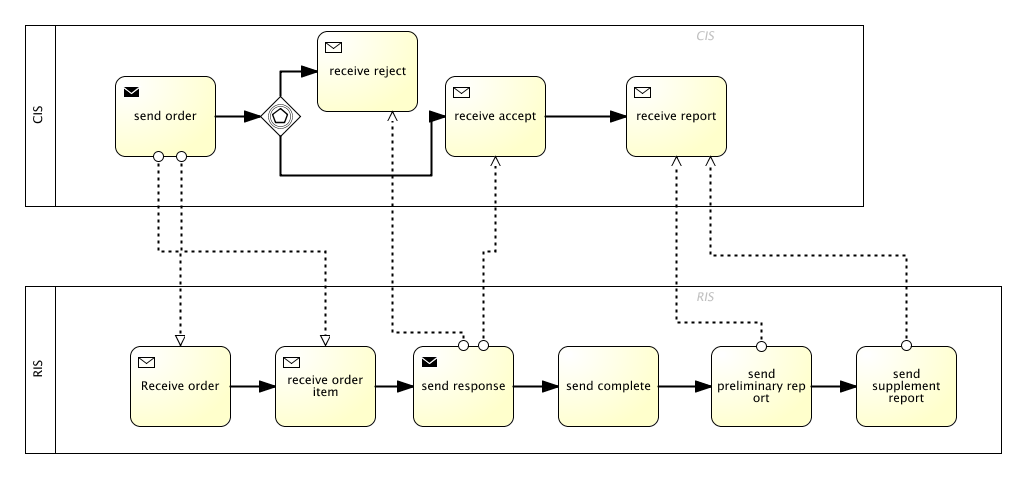 CIS
CIS
receive reject
send order
receive accept
receive report
RIS
RIS
Receive order
receive order
item
send response
send complete
send
preliminary rep
ort
send
supplement
report